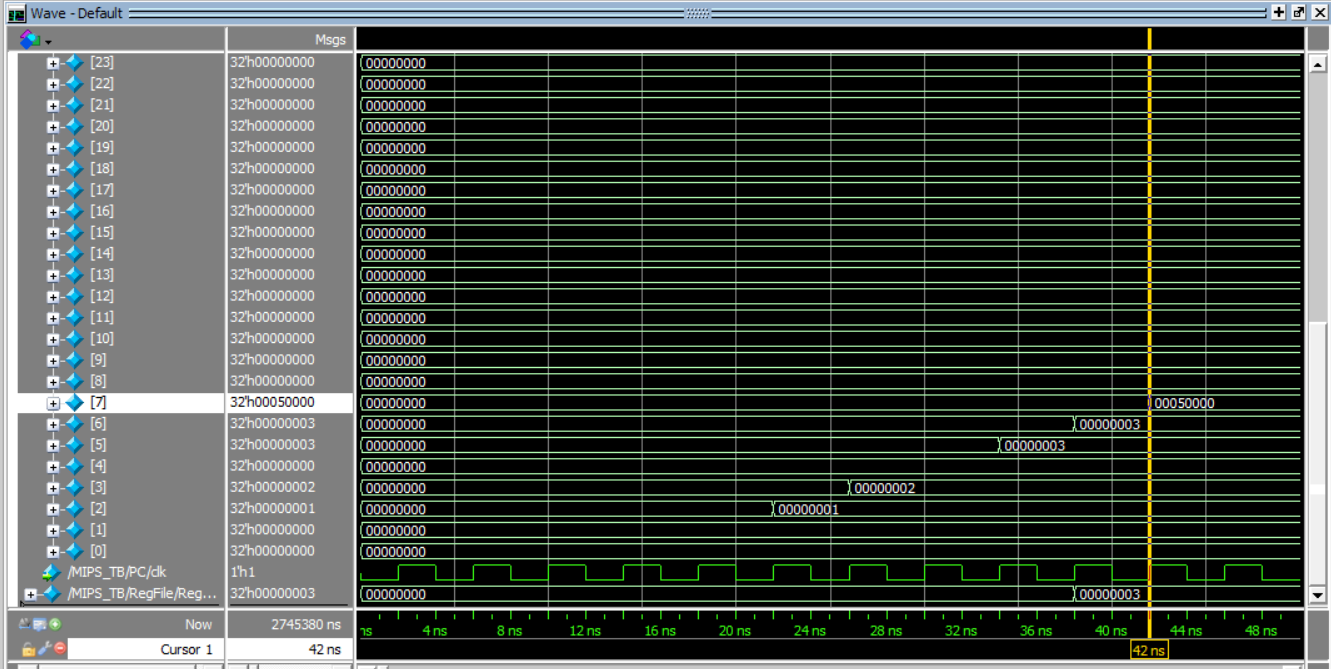 Wave - Default
Msgs
[23] 32'h00000000 00000000
[22] 32'h00000000 00000000
[21] 32'h00000000 00000000
[20] 32'h00000000 00000000
[19] 32'h00000000 00000000
[18] 32'h00000000 00000000
[17] 32'h00000000 00000000
[16] 32'h00000000 00000000
[15] 32'h00000000 00000000
[14] 32'h00000000 00000000
[13] 32'h00000000 00000000
[12] 32'h00000000 00000000
[11] 32'h00000000 00000000
[10] 32'h00000000 00000000
[9] 32'h00000000 00000000
[8] 32'h00000000 00000000
[7] 32'h00050000 00000000 00050000
[6] 32'h00000003 00000000 00000003
[5] 32'h00000003 00000000 00000003
[4] 32'h00000000 00000000
[3] 32'h00000002 00000000 00000002
[2] 32'h00000001 00000000 00000001
[1] 32'h00000000 00000000
[0] 32'h00000000 00000000
/MIPS_TB/PC/clk 1'h1
/MIPS_TB/RegFile/Reg... 32'h00000003 00000000 00000003
Now 2745380 ns ns 4 ns 8 ns 12 ns 16 ns 20 ns 24 ns 28 ns 32 ns 36 ns 40 ns 44 ns 48 ns
Cursor 1 42 ns 42 ns